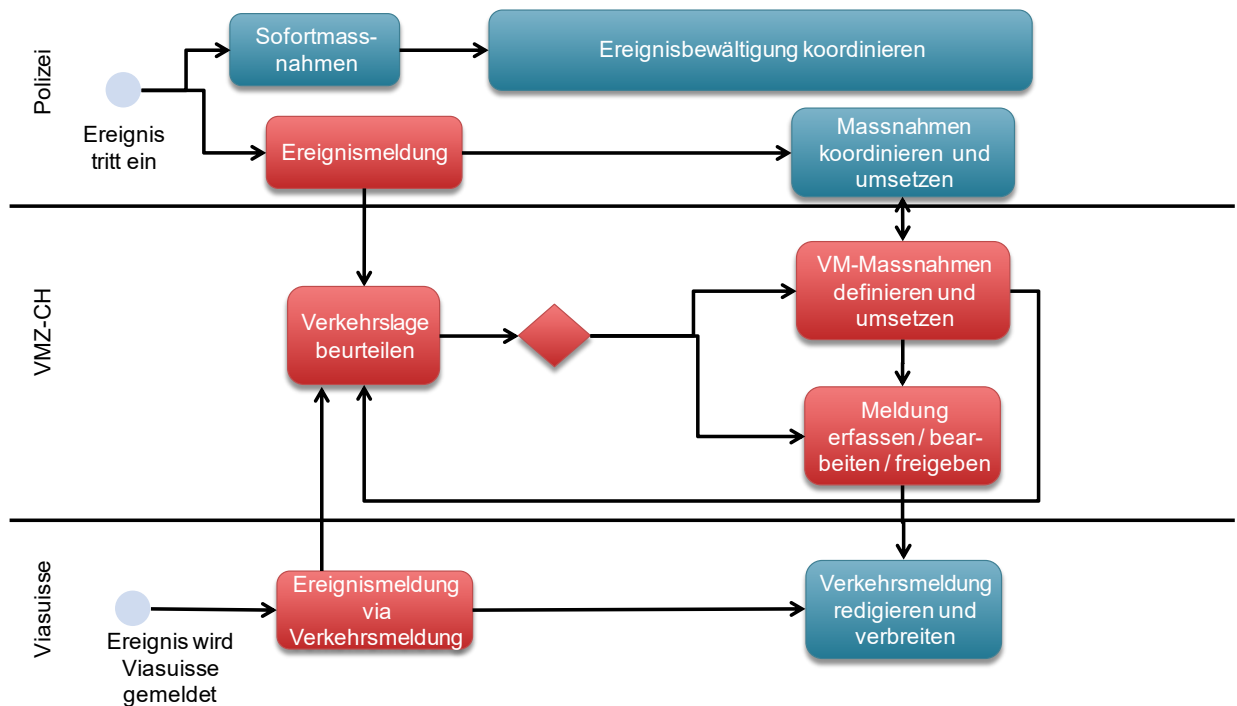 Polizei
Sofortmass-
nahmen
Ereignisbewältigung koordinieren
Ereignis
tritt ein
Ereignismeldung
Massnahmen
koordinieren und
umsetzen
VMZ-CH
Verkehrslage
beurteilen
VM-Massnahmen
definieren und
umsetzen
Meldung
erfassen / bear-
beiten / freigeben
Viasuisse
Ereignis wird
Viasuisse
gemeldet
Ereignismeldung
via
Verkehrsmeldung
Verkehrsmeldung
redigieren und
verbreiten